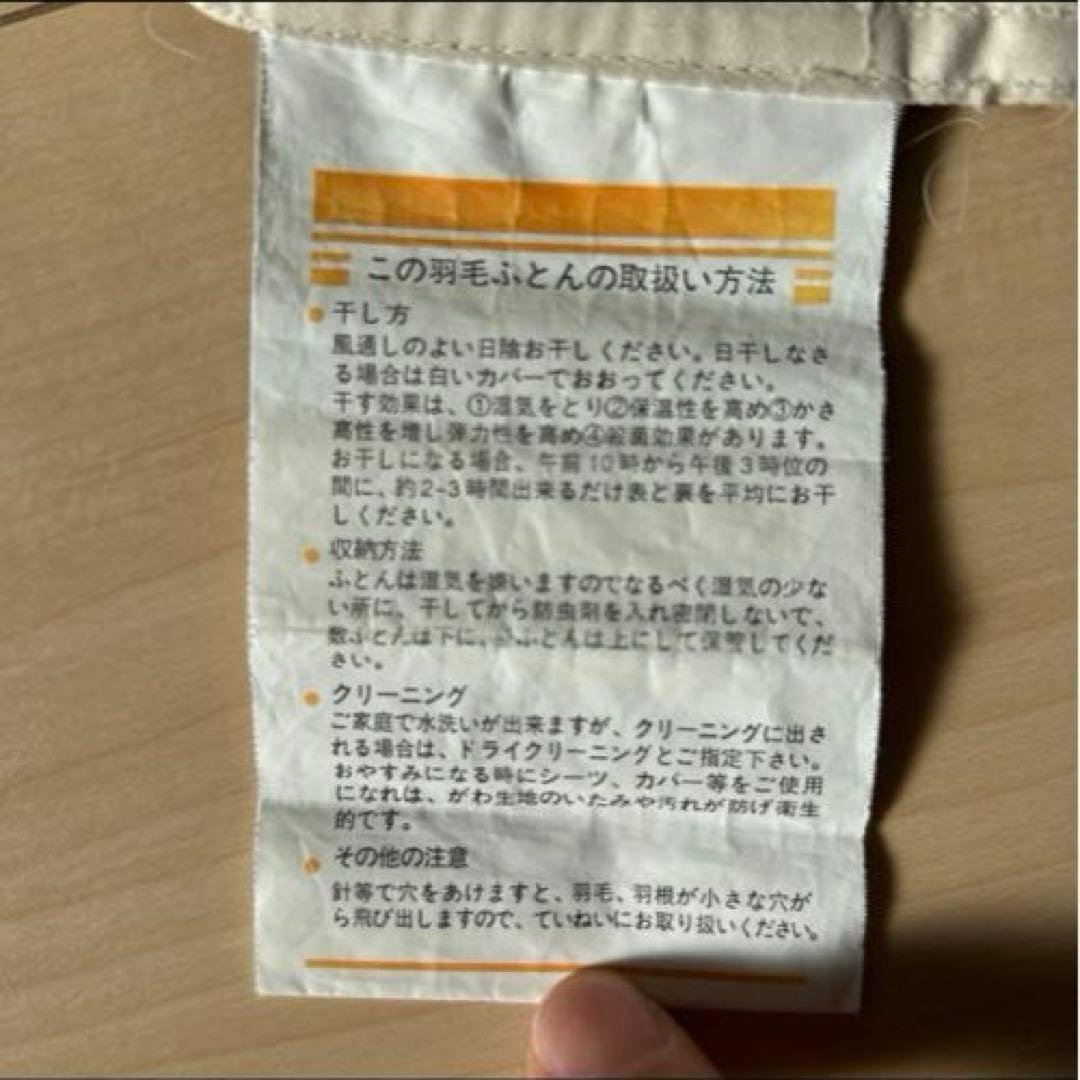 この羽毛ふとんの取扱い方法
干し方
風通しのよい日陰お干しください。日干しなさ
る場合は白いカバーでおおってください。
干す効果は、①湿気をとり②保温性を高め③かさ
高性を増し弾力性を高め④殺菌効果があります。
お干しになる場合、午前10時から午後3時位の
間に、約2-3時間出来るだけ表と裏を平均にお干
しください。
収納方法
ふとんは湿気を嫌いますのでなるべく湿気の少な
い所に、干してから防虫剤を入れ密閉しないで、
敷ふとんは下に、ふとんは上にして保管してくだ
さい。
クリーニング
ご家庭で水洗いが出来ますが、クリーニングに出さ
れる場合は、ドライクリーニングとご指定下さい。
おやすみになる時にシーツ、カバー等をご使用
になれば、がわ生地のいたみや汚れが防げ衛生
的です。
その他の注意
針等で穴をあけますと、羽毛、羽根が小さな穴が
ら飛び出しますので、ていねいにお取り扱いください。